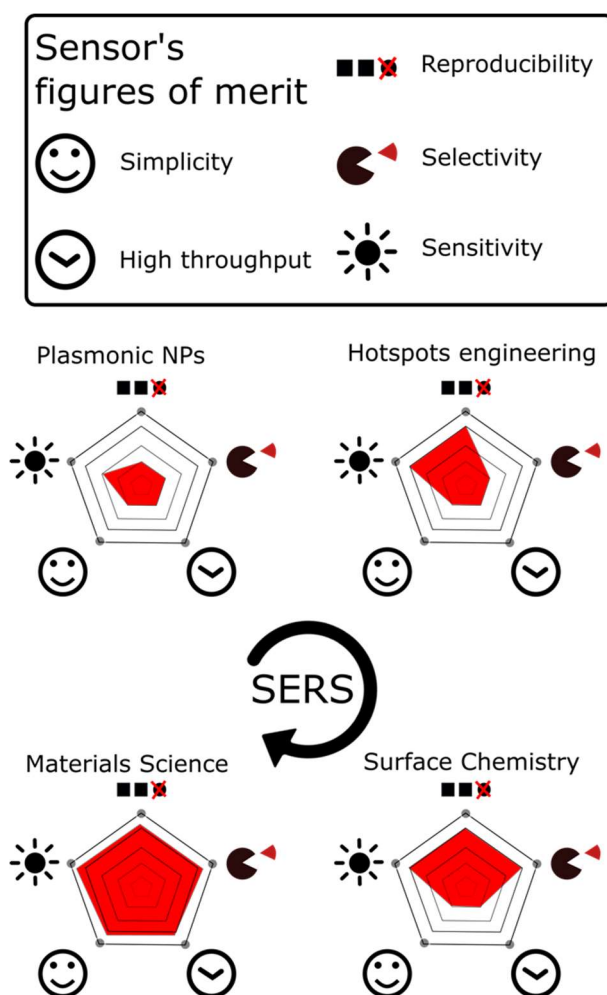 Sensor's
figures of merit
Reproducibility
Simplicity
Selectivity
High throughput
Sensitivity
Plasmonic NPs
Hotspots engineering
SERS
Materials Science
Surface Chemistry